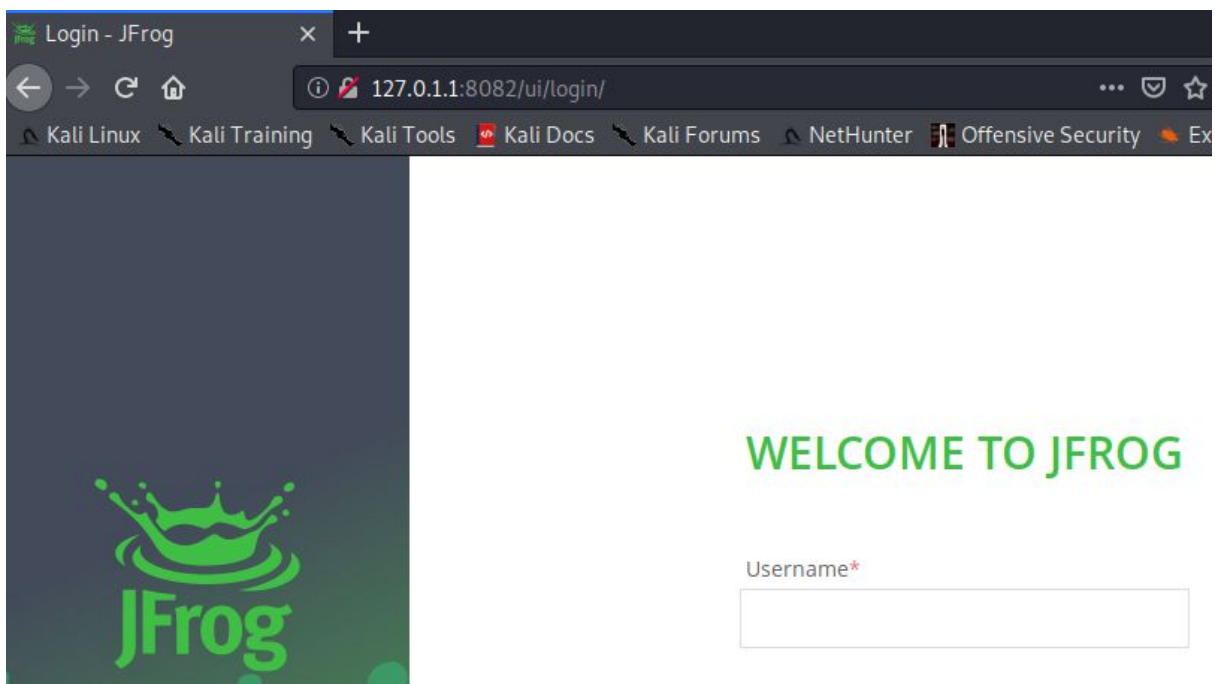 Login - JFrog
127.0.1.1:8082/ui/login/
Kali Linux Kali Training Kali Tools Kali Docs Kali Forums NetHunter Offensive Security Ex
WELCOME TO JFROG
Username*
JFrog